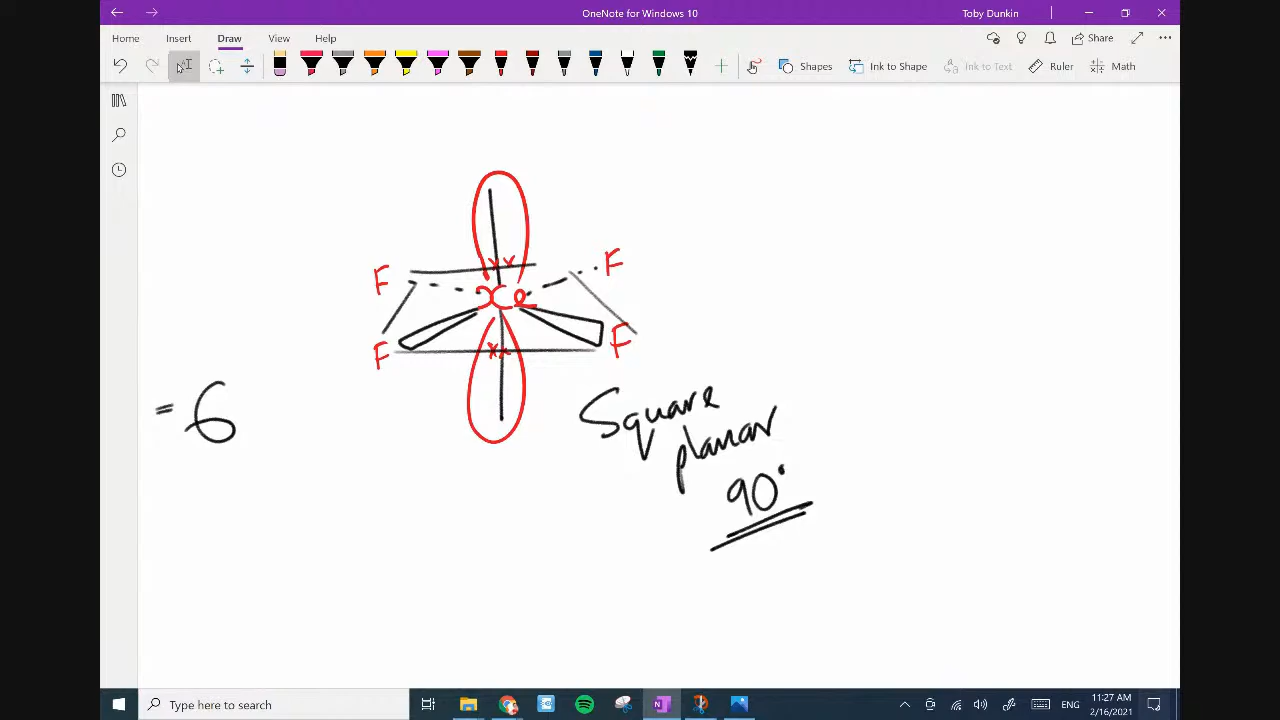 OneNote for Windows 10
Toby Dunkin
Home Insert Draw View Help
Share
Shapes Ink to Shape Ink to Text Ruler Math
F F
Xe
F F
= 6
Square
planar
90°
Type here to search
ENG
11:27 AM
2/16/2021